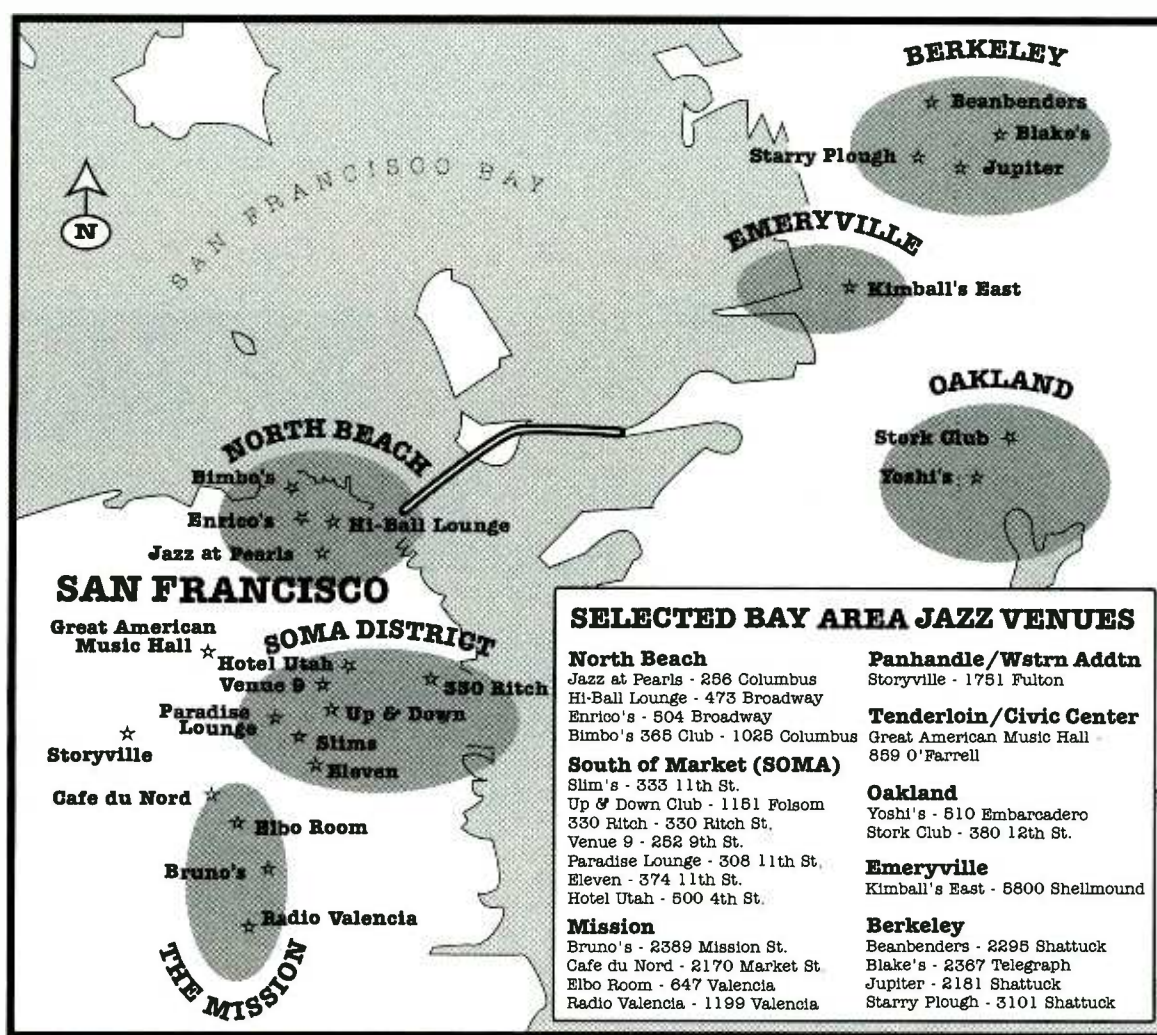 BERKELEY
Beanbenders
Blake's
Starry Plough
Jupiter
SAN FRANCISCO BAY
N
EMERYVILLE
Kimball's East
OAKLAND
Stork Club
Yoshi's
NORTH BEACH
Bimbo's
Enrico's
Hi-Ball Lounge
Jazz at Pearls
SAN FRANCISCO
Great American
Music Hall
SOMA DISTRICT
Hotel Utah
Venue 9
330 Ritch
Paradise
Lounge
Up & Down
Slims
Eleven
Storyville
Cafe du Nord
Elbo Room
Bruno's
Radio Valencia
THE MISSION
SELECTED BAY AREA JAZZ VENUES
North Beach
Jazz at Pearls - 256 Columbus
Hi-Ball Lounge - 473 Broadway
Enrico's - 504 Broadway
Bimbo's 365 Club - 1025 Columbus
South of Market (SOMA)
Slim's - 333 11th St.
Up & Down Club - 1151 Folsom
330 Ritch - 330 Ritch St.
Venue 9 - 252 9th St.
Paradise Lounge - 308 11th St.
Eleven - 374 11th St.
Hotel Utah - 500 4th St.
Mission
Bruno's - 2389 Mission St.
Cafe du Nord - 2170 Market St
Elbo Room - 647 Valencia
Radio Valencia - 1199 Valencia
Panhandle/Wstrn Addtn
Storyville - 1751 Fulton
Tenderloin/Civic Center
Great American Music Hall -
859 O'Farrell
Oakland
Yoshi's - 510 Embarcadero
Stork Club - 380 12th St.
Emeryville
Kimball's East - 5800 Shellmound
Berkeley
Beanbenders - 2295 Shattuck
Blake's - 2367 Telegraph
Jupiter - 2181 Shattuck
Starry Plough - 3101 Shattuck